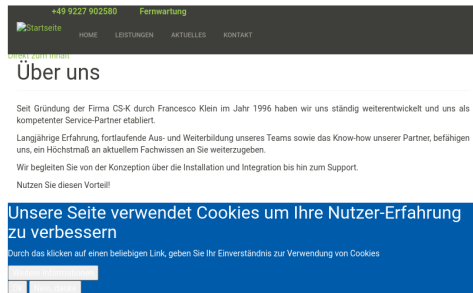 +49 9227 902580 Fernwartung
Startseite
HOME LEISTUNGEN AKTUELLES KONTAKT
Direkt zum Inhalt
Über uns
Seit Gründung der Firma CS-K durch Francesco Klein im Jahr 1996 haben wir uns ständig weiterentwickelt und uns als
kompetenter Service-Partner etabliert.
Langjährige Erfahrung, fortlaufende Aus- und Weiterbildung unseres Teams sowie das Know-how unserer Partner, befähigen
uns, ein Höchstmaß an aktuellem Fachwissen an Sie weiterzugeben.
Wir begleiten Sie von der Konzeption über die Installation und Integration bis hin zum Support.
Nutzen Sie diesen Vorteil!
Unsere Seite verwendet Cookies um Ihre Nutzer-Erfahrung
zu verbessern
Durch das klicken auf einen beliebigen Link, geben Sie Ihr Einverständnis zur Verwendung von Cookies